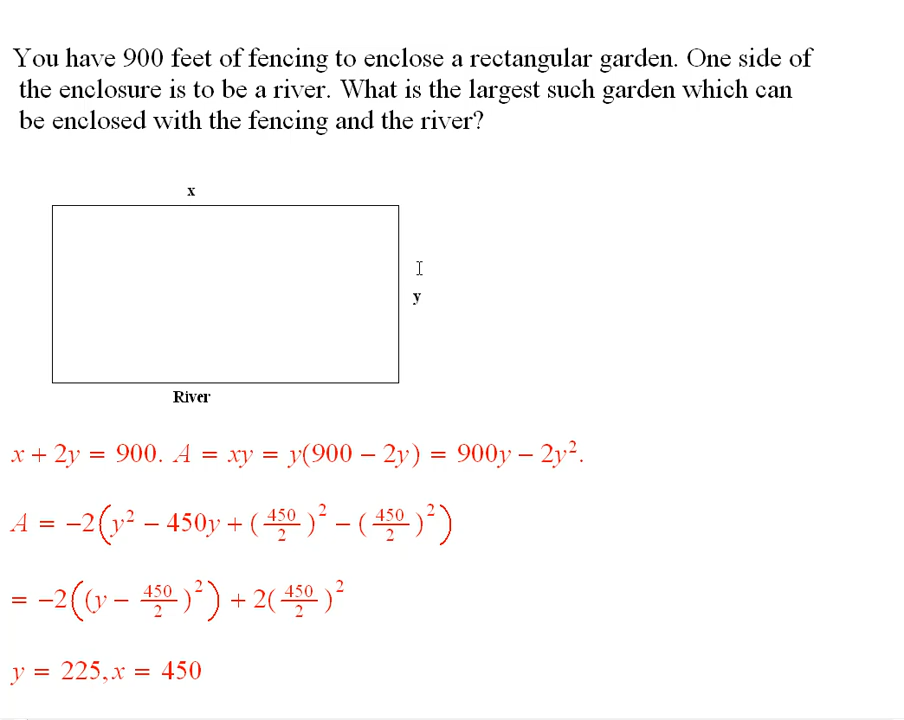 You have 900 feet of fencing to enclose a rectangular garden. One side of
the enclosure is to be a river. What is the largest such garden which can
be enclosed with the fencing and the river?
x
y
River
x + 2y = 900. A = xy = y(900 − 2y) = 900y − 2y².
A = −2(y² − 450y + (450/2)² − (450/2)²)
= −2((y − 450/2)²) + 2(450/2)²
y = 225, x = 450